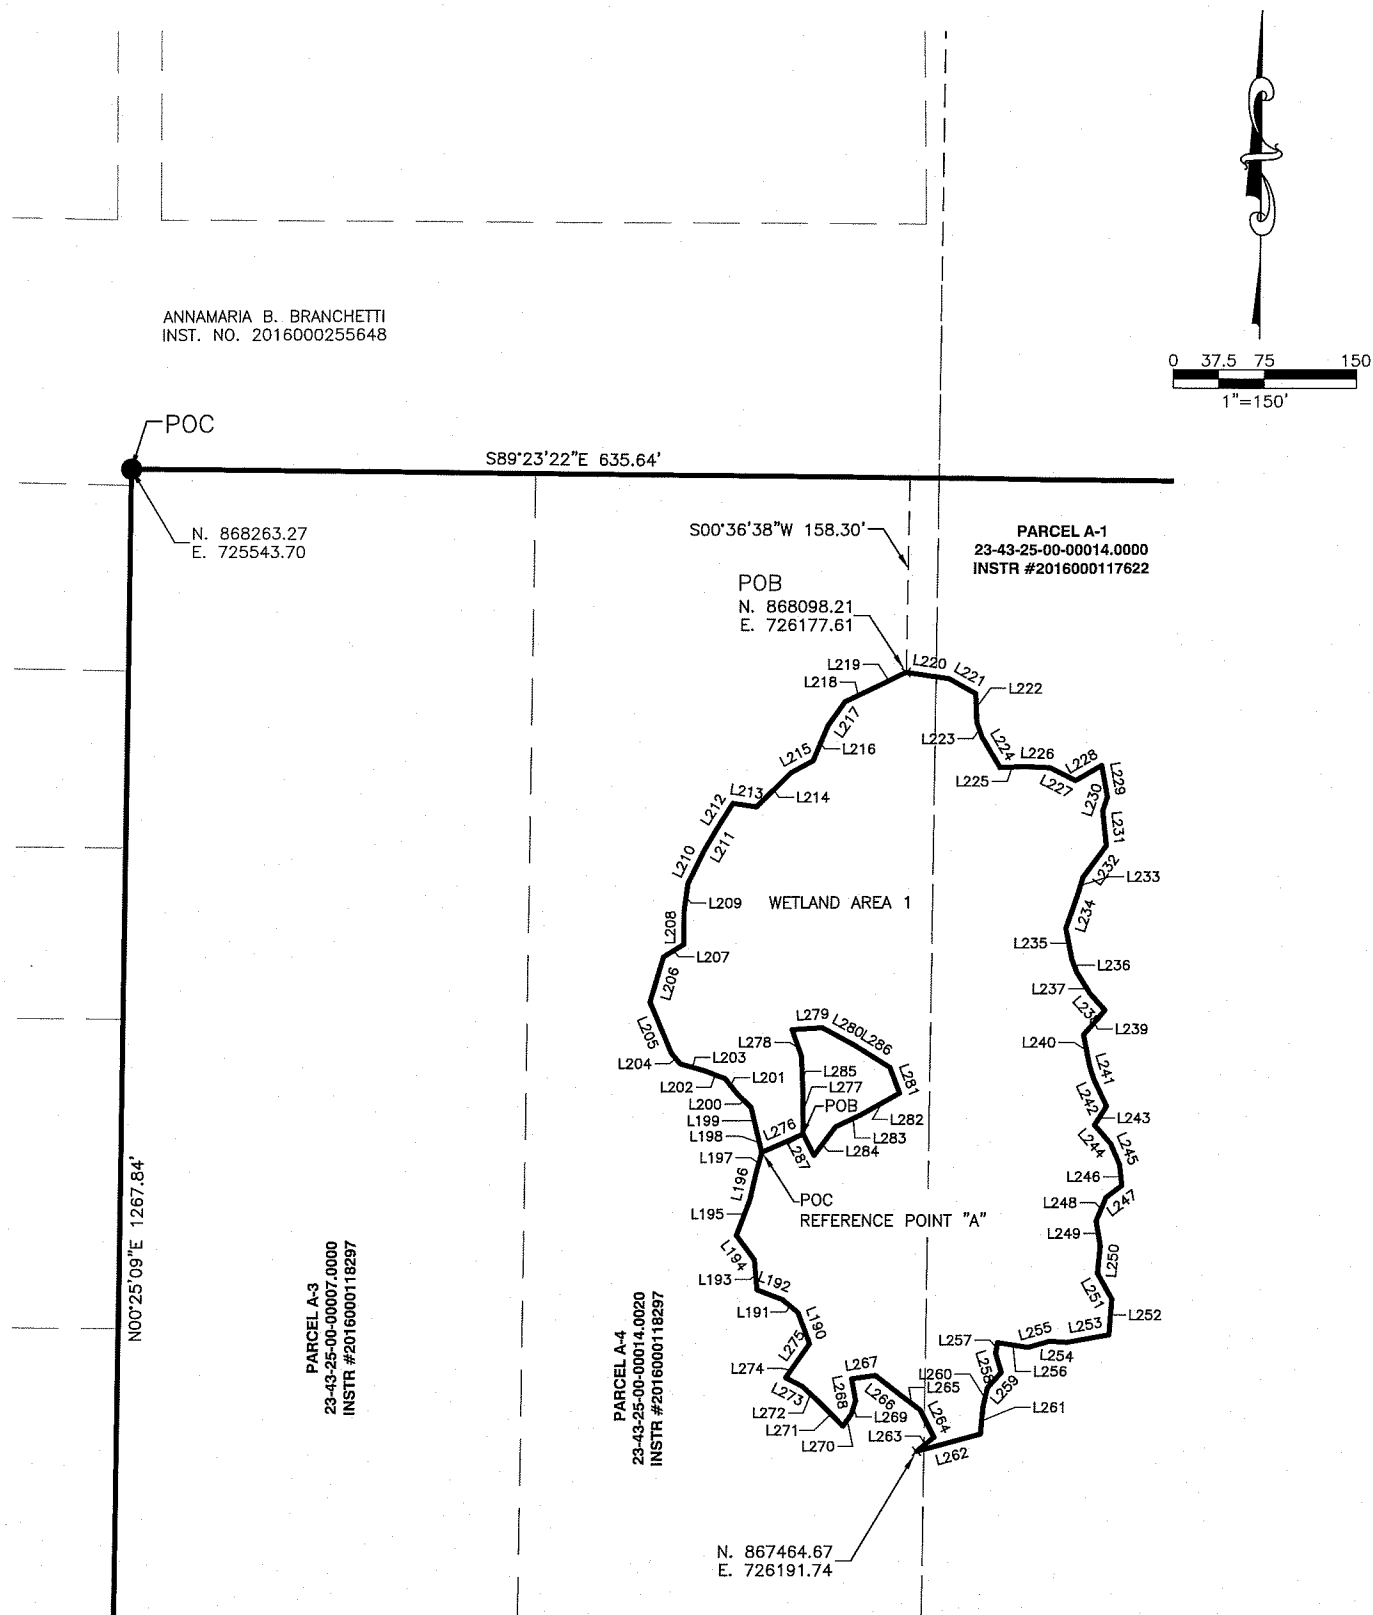 0 37.5 75 150
1"=150'
ANNAMARIA B. BRANCHETTI
INST. NO. 2016000255648
POC
S89°23'22"E 635.64'
N. 868263.27
E. 725543.70
S00°36'38"W 158.30'
PARCEL A-1
23-43-25-00-00014.0000
INSTR #2016000117622
POB
N. 868098.21
E. 726177.61
L219
L220
L221
L218
L222
L217
L223
L224
L216
L215
L226
L228
L225
L227
L229
L214
L213
L230
L212
L231
L211
L210
L232
L233
L209
WETLAND AREA 1
L234
L208
L235
L207
L236
L206
L237
L238
L239
L279
L280
L286
L205
L278
L240
L204
L203
L285
L281
L241
L202
L201
L277
L200
POB
L242
L243
L199
L282
L276
L283
L198
L284
L244
L287
L245
L197
L246
L196
POC
L247
L248
L195
REFERENCE POINT "A"
L249
L250
L194
L193
L192
L251
L191
L252
L190
L253
L255
L254
L257
L256
L275
L274
L267
L260
L258
L259
L273
L268
L266
L265
L272
L269
L261
L271
L264
L270
L263
L262
N00°25'09"E 1267.84'
PARCEL A-3
23-43-25-00-00007.0000
INSTR #2016000118297
PARCEL A-4
23-43-25-00-00014.0020
INSTR #2016000118297
N. 867464.67
E. 726191.74